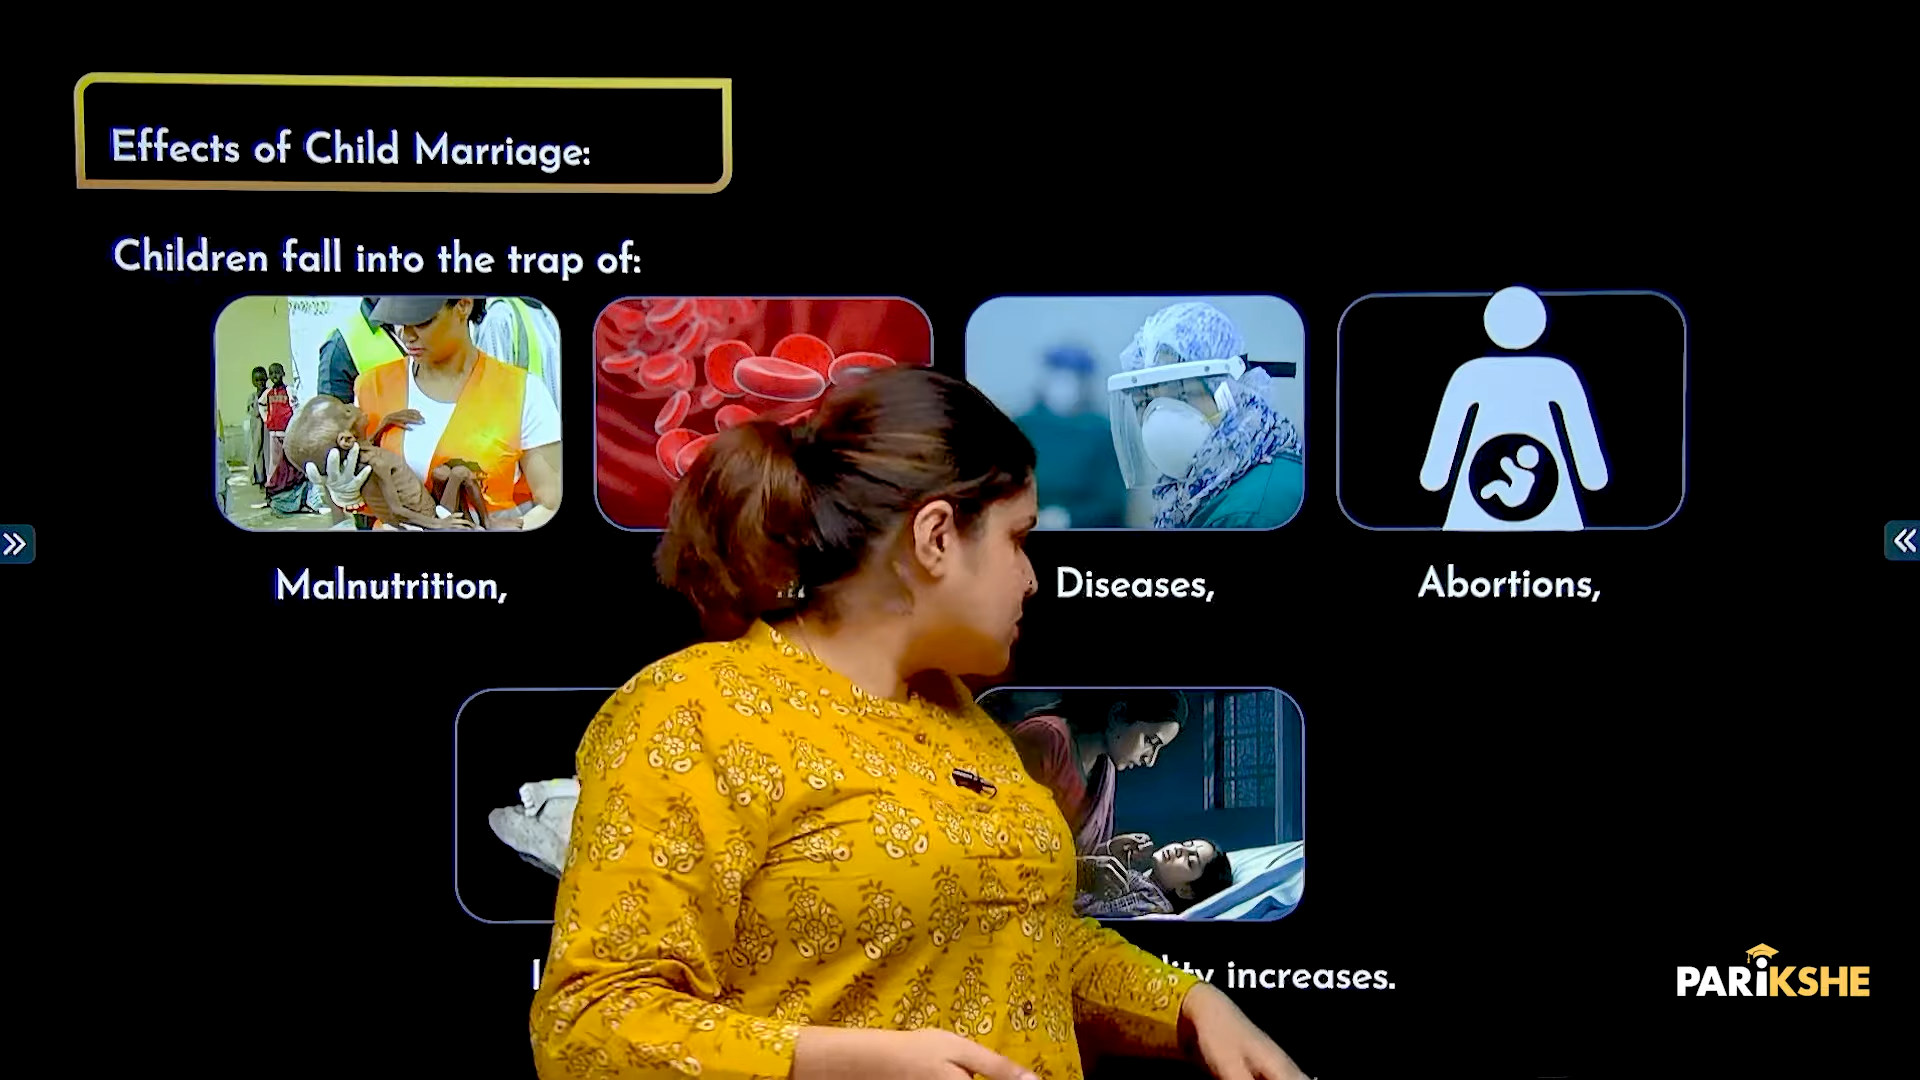 Effects of Child Marriage:
Children fall into the trap of:
Malnutrition,
Diseases,
Abortions,
increases.
PARIKSHE